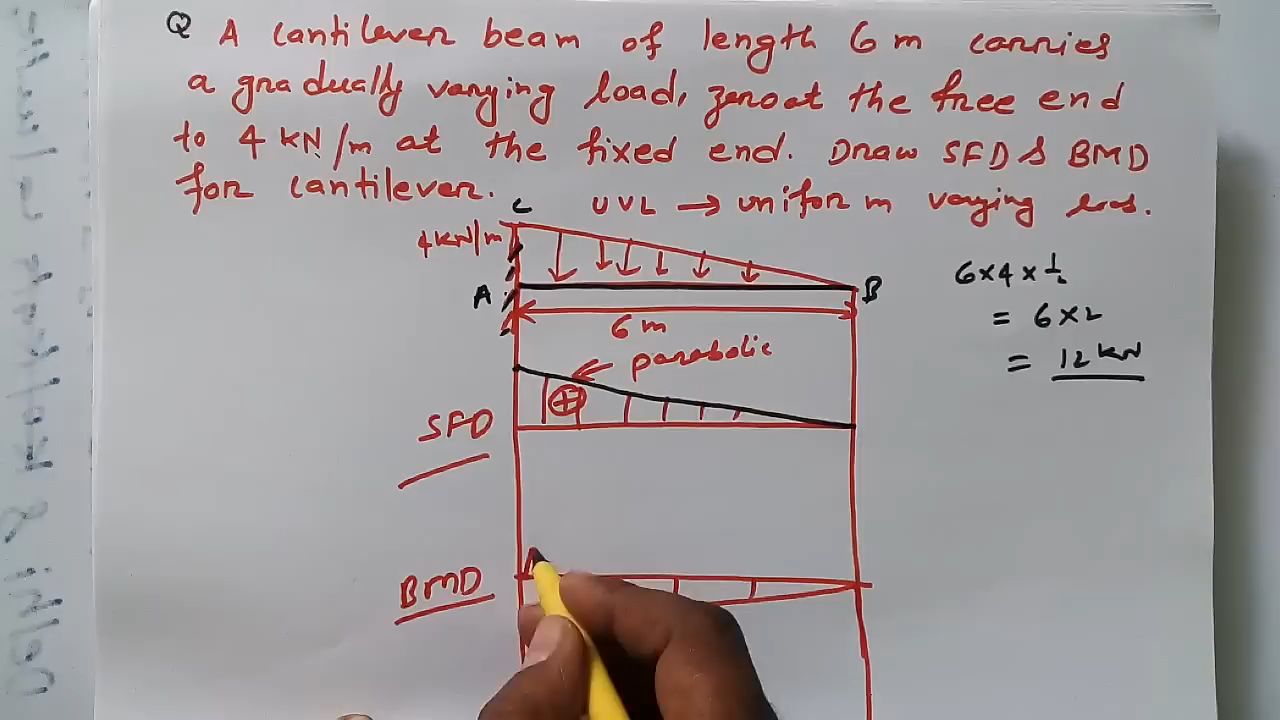 Q A cantilever beam of length 6 m carries
a gradually varying load, zero at the free end
to 4 KN/m at the fixed end. Draw SFD & BMD
for cantilever.
UVL → uniform varying load.
C
4KN/m
A
B
6 m
6 × 4 × 1/2
= 6 × 2
= 12 KN
parabolic
+
SFD
BMD